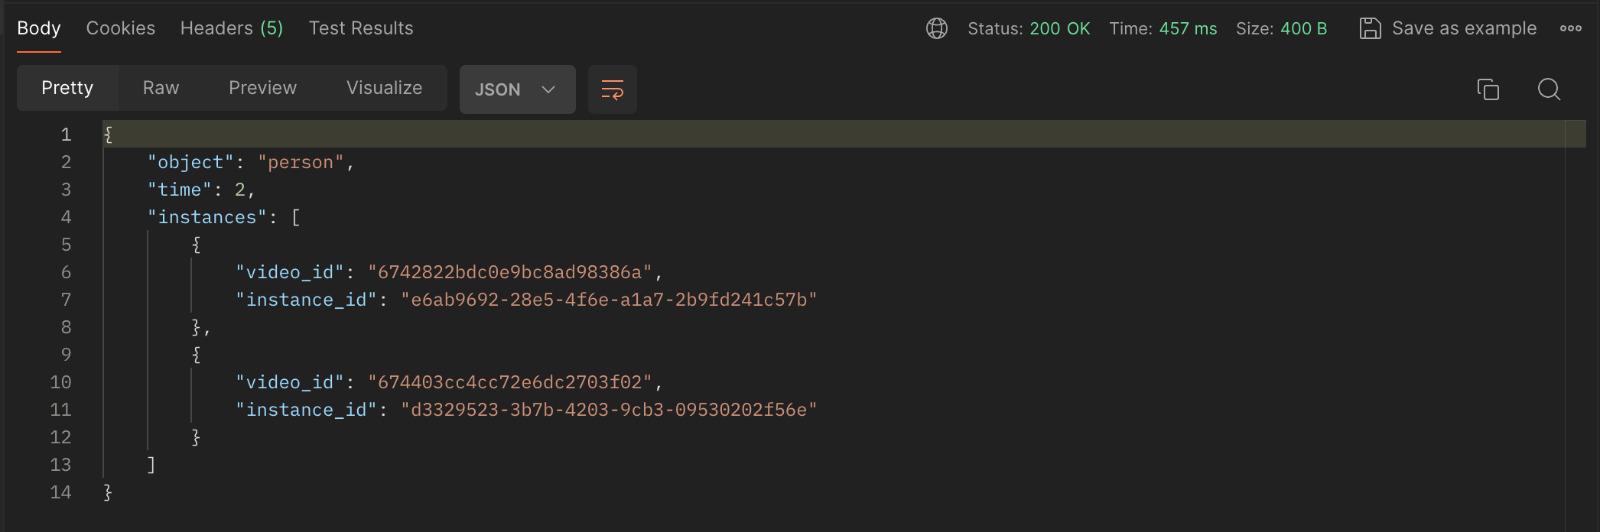 Body Cookies Headers (5) Test Results Status: 200 OK Time: 457 ms Size: 400 B Save as example
Pretty Raw Preview Visualize JSON
1 {
2 "object": "person",
3 "time": 2,
4 "instances": [
5 {
6 "video_id": "6742822bdc0e9bc8ad98386a",
7 "instance_id": "e6ab9692-28e5-4f6e-a1a7-2b9fd241c57b"
8 },
9 {
10 "video_id": "674403cc4cc72e6dc2703f02",
11 "instance_id": "d3329523-3b7b-4203-9cb3-09530202f56e"
12 }
13 ]
14 }